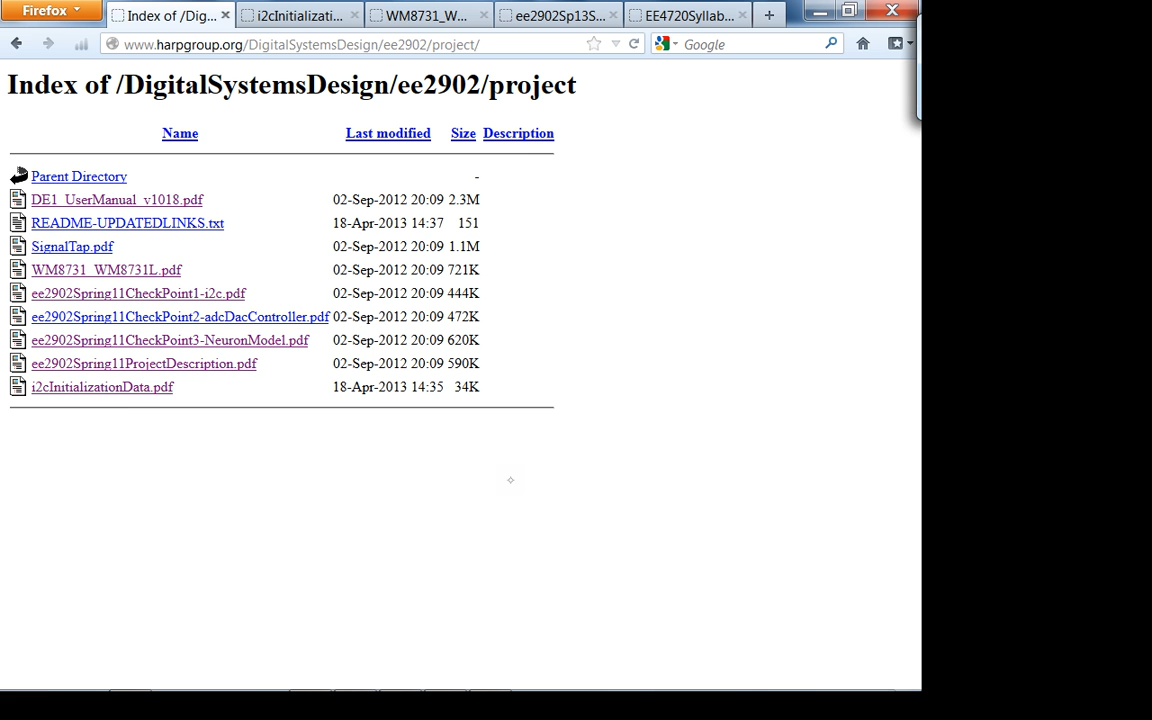 Firefox
Index of /Dig...
i2cInitializati...
WM8731_W...
ee2902Sp13S...
EE4720Syllab...
www.harpgroup.org/DigitalSystemsDesign/ee2902/project/
Google
Index of /DigitalSystemsDesign/ee2902/project
Name Last modified Size Description
Parent Directory -
DE1_UserManual_v1018.pdf 02-Sep-2012 20:09 2.3M
README-UPDATEDLINKS.txt 18-Apr-2013 14:37 151
SignalTap.pdf 02-Sep-2012 20:09 1.1M
WM8731_WM8731L.pdf 02-Sep-2012 20:09 721K
ee2902Spring11CheckPoint1-i2c.pdf 02-Sep-2012 20:09 444K
ee2902Spring11CheckPoint2-adcDacController.pdf 02-Sep-2012 20:09 472K
ee2902Spring11CheckPoint3-NeuronModel.pdf 02-Sep-2012 20:09 620K
ee2902Spring11ProjectDescription.pdf 02-Sep-2012 20:09 590K
i2cInitializationData.pdf 18-Apr-2013 14:35 34K